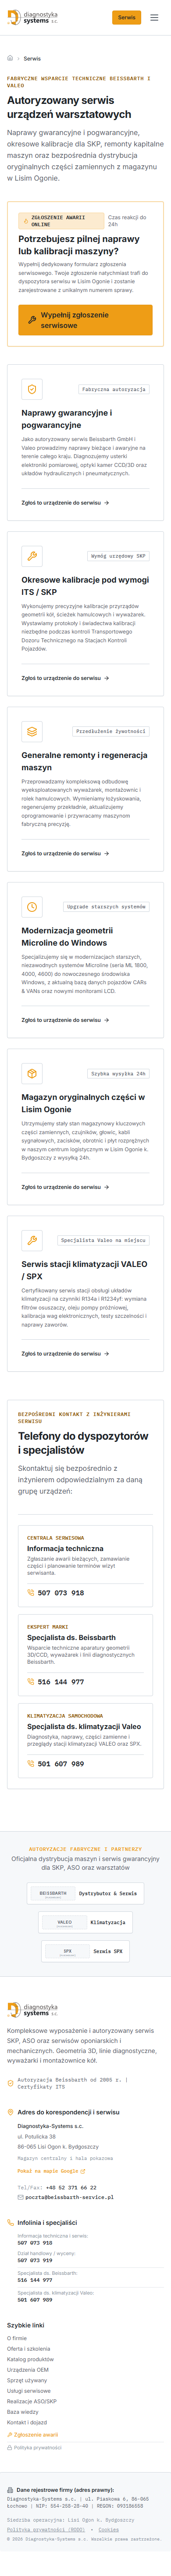 diagnostyka
systems s.c.
Serwis
Serwis
FABRYCZNE WSPARCIE TECHNICZNE BEISSBARTH I
VALEO
Autoryzowany serwis
urządzeń warsztatowych
Naprawy gwarancyjne i pogwarancyjne,
okresowe kalibracje dla SKP, remonty kapitalne
maszyn oraz bezpośrednia dystrybucja
oryginalnych części zamiennych z magazynu
w Lisim Ogonie.
ZGŁOSZENIE AWARII
ONLINE
Czas reakcji do
24h
Potrzebujesz pilnej naprawy
lub kalibracji maszyny?
Wypełnij dedykowany formularz zgłoszenia
serwisowego. Twoje zgłoszenie natychmiast trafi do
dyspozytora serwisu w Lisim Ogonie i zostanie
zarejestrowane z unikalnym numerem sprawy.
Wypełnij zgłoszenie
serwisowe
Fabryczna autoryzacja
Naprawy gwarancyjne i
pogwarancyjne
Jako autoryzowany serwis Beissbarth GmbH i
Valeo prowadzimy naprawy bieżące i awaryjne na
terenie całego kraju. Diagnozujemy usterki
elektroniki pomiarowej, optyki kamer CCD/3D oraz
układów hydraulicznych i pneumatycznych.
Zgłoś to urządzenie do serwisu →
Wymóg urzędowy SKP
Okresowe kalibracje pod wymogi
ITS / SKP
Wykonujemy precyzyjne kalibracje przyrządów
geometrii kół, ścieżek hamulcowych i wyważarek.
Wystawiamy protokoły i świadectwa kalibracji
niezbędne podczas kontroli Transportowego
Dozoru Technicznego na Stacjach Kontroli
Pojazdów.
Zgłoś to urządzenie do serwisu →
Przedłużenie żywotności
Generalne remonty i regeneracja
maszyn
Przeprowadzamy kompleksową odbudowę
wyeksploatowanych wyważarek, montażownic i
rolek hamulcowych. Wymieniamy łożyskowania,
regenerujemy przekładnie, aktualizujemy
oprogramowanie i przywracamy maszynom
fabryczną precyzję.
Zgłoś to urządzenie do serwisu →
Upgrade starszych systemów
Modernizacja geometrii
Microline do Windows
Specjalizujemy się w modernizacjach starszych,
niezawodnych systemów Microline (seria ML 1800,
4000, 4600) do nowoczesnego środowiska
Windows, z aktualną bazą danych pojazdów CARs
& VANs oraz nowymi monitorami LCD.
Zgłoś to urządzenie do serwisu →
Szybka wysyłka 24h
Magazyn oryginalnych części w
Lisim Ogonie
Utrzymujemy stały stan magazynowy kluczowych
części zamiennych, czujników, głowic, kabli
sygnałowych, zacisków, obrotnic i płyt rozprężnych
w naszym centrum logistycznym w Lisim Ogonie k.
Bydgoszczy z wysyłką 24h.
Zgłoś to urządzenie do serwisu →
Specjalista Valeo na miejscu
Serwis stacji klimatyzacji VALEO
/ SPX
Certyfikowany serwis stacji obsługi układów
klimatyzacji na czynniki R134a i R1234yf: wymiana
filtrów osuszaczy, oleju pompy próżniowej,
kalibracja wag elektronicznych, testy szczelności i
naprawy zaworów.
Zgłoś to urządzenie do serwisu →
BEZPOŚREDNI KONTAKT Z INŻYNIERAMI
SERWISU
Telefony do dyspozytorów
i specjalistów
Skontaktuj się bezpośrednio z
inżynierem odpowiedzialnym za daną
grupę urządzeń:
CENTRALA SERWISOWA
Informacja techniczna
Zgłaszanie awarii bieżących, zamawianie
części i planowanie terminów wizyt
serwisanta.
507 073 918
EKSPERT MARKI
Specjalista ds. Beissbarth
Wsparcie techniczne aparatury geometrii
3D/CCD, wyważarek i linii diagnostycznych
Beissbarth.
516 144 977
KLIMATYZACJA SAMOCHODOWA
Specjalista ds. klimatyzacji Valeo
Diagnostyka, naprawy, części zamienne i
przeglądy stacji klimatyzacji VALEO oraz SPX.
501 607 989
AUTORYZACJE FABRYCZNE I PARTNERZY
Oficjalna dystrybucja maszyn i serwis gwarancyjny
dla SKP, ASO oraz warsztatów
BEISSBARTH
Dystrybutor & Serwis
VALEO
Klimatyzacja
SPX
Serwis SPX
diagnostyka
systems s.c.
Kompleksowe wyposażenie i autoryzowany serwis
SKP, ASO oraz serwisów oponiarskich i
mechanicznych. Geometria 3D, linie diagnostyczne,
wyważarki i montażownice kół.
Autoryzacja Beissbarth od 2005 r. |
Certyfikaty ITS
Adres do korespondencji i serwisu
Diagnostyka-Systems s.c.
ul. Potulicka 38
86-065 Lisi Ogon k. Bydgoszczy
Magazyn centralny i hala pokazowa
Pokaż na mapie Google
Tel/Fax: +48 52 371 66 22
poczta@beissbarth-service.pl
Infolinia i specjaliści
Informacja techniczna i serwis:
507 073 918
Dział handlowy / wyceny:
507 073 919
Specjalista ds. Beissbarth:
516 144 977
Specjalista ds. klimatyzacji Valeo:
501 607 989
Szybkie linki
O firmie
Oferta i szkolenia
Katalog produktów
Urządzenia OEM
Sprzęt używany
Usługi serwisowe
Realizacje ASO/SKP
Baza wiedzy
Kontakt i dojazd
Zgłoszenie awarii
Polityka prywatności
Dane rejestrowe firmy (adres prawny):
Diagnostyka-Systems s.c. | ul. Piaskowa 6, 86-065
Łochowo | NIP: 554-268-28-40 | REGON: 093186658
Siedziba operacyjna: Lisi Ogon k. Bydgoszczy
Polityka prywatności (RODO) • Cookies
© 2026 Diagnostyka-Systems s.c. Wszelkie prawa zastrzeżone.